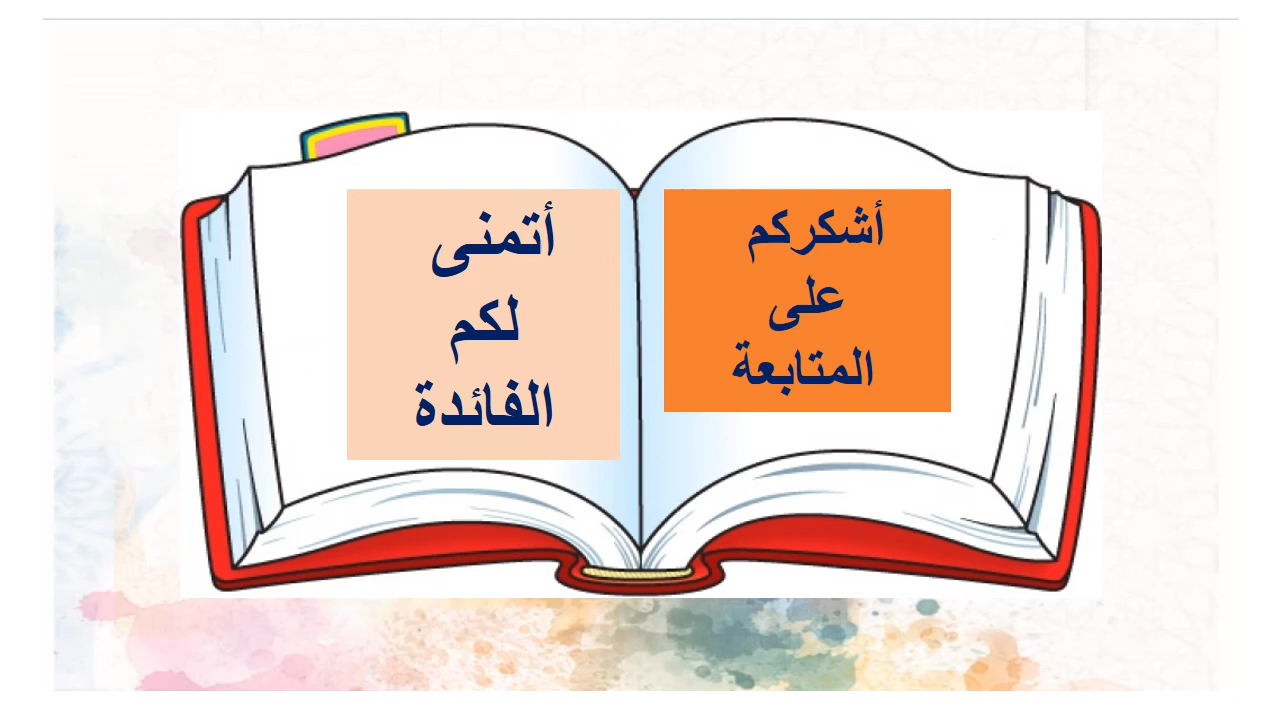 أشكركم
على
المتابعة
أتمنى
لكم
الفائدة